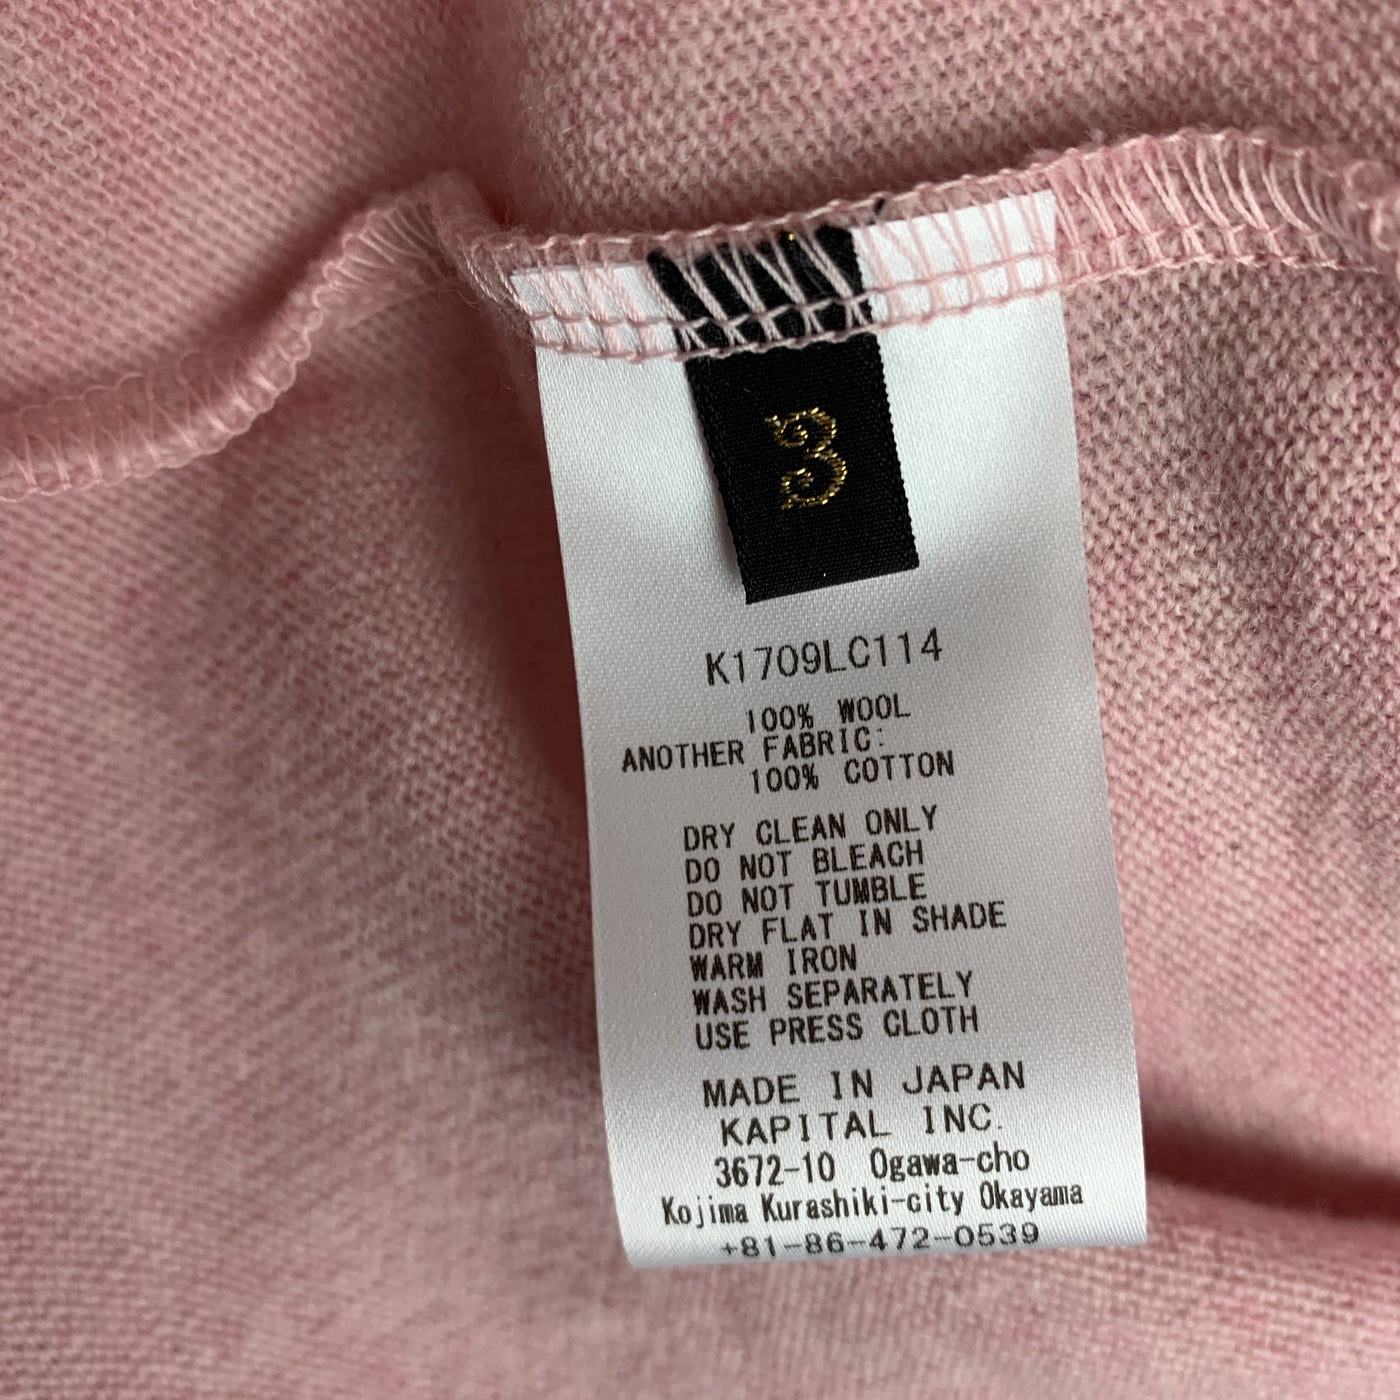 3
K1709LC114
100% WOOL
ANOTHER FABRIC:
100% COTTON
DRY CLEAN ONLY
DO NOT BLEACH
DO NOT TUMBLE
DRY FLAT IN SHADE
WARM IRON
WASH SEPARATELY
USE PRESS CLOTH
MADE IN JAPAN
KAPITAL INC.
3672-10 Ogawa-cho
Kojima Kurashiki-city Okayama
+81-86-472-0539